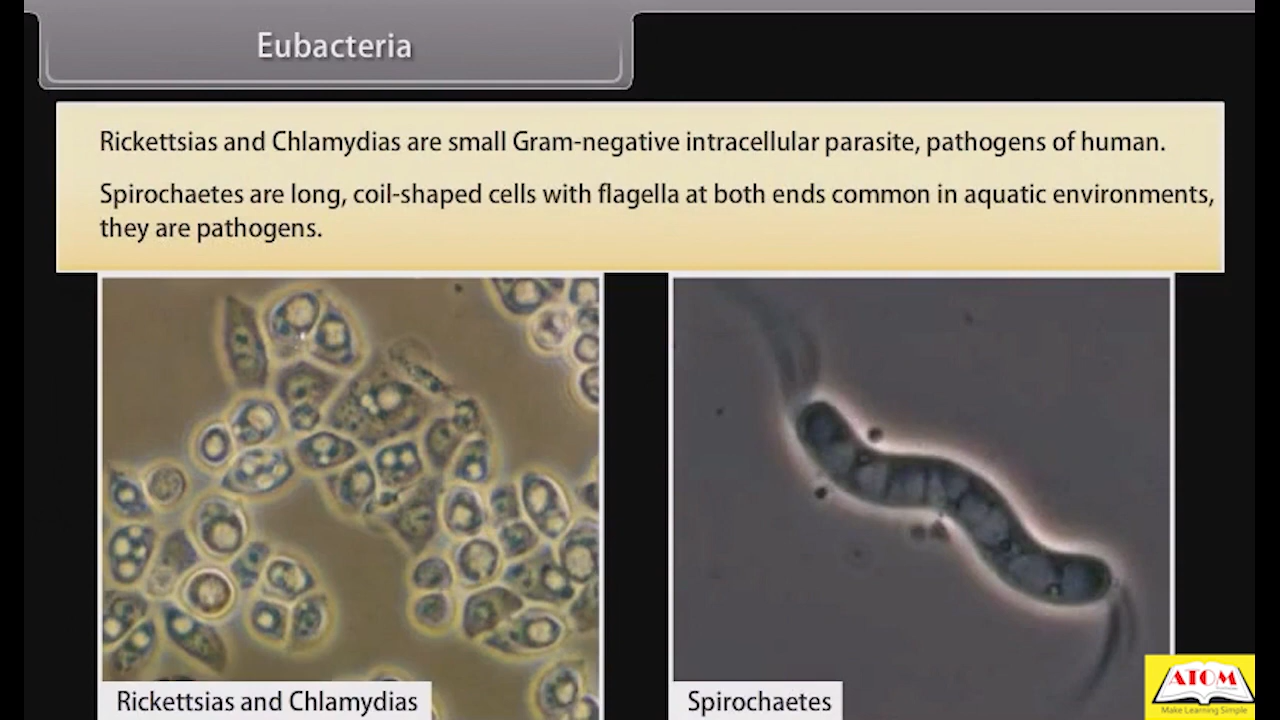 Eubacteria
Rickettsias and Chlamydias are small Gram-negative intracellular parasite, pathogens of human.
Spirochaetes are long, coil-shaped cells with flagella at both ends common in aquatic environments,
they are pathogens.
Rickettsias and Chlamydias
Spirochaetes
ATOM
Make Learning Simple